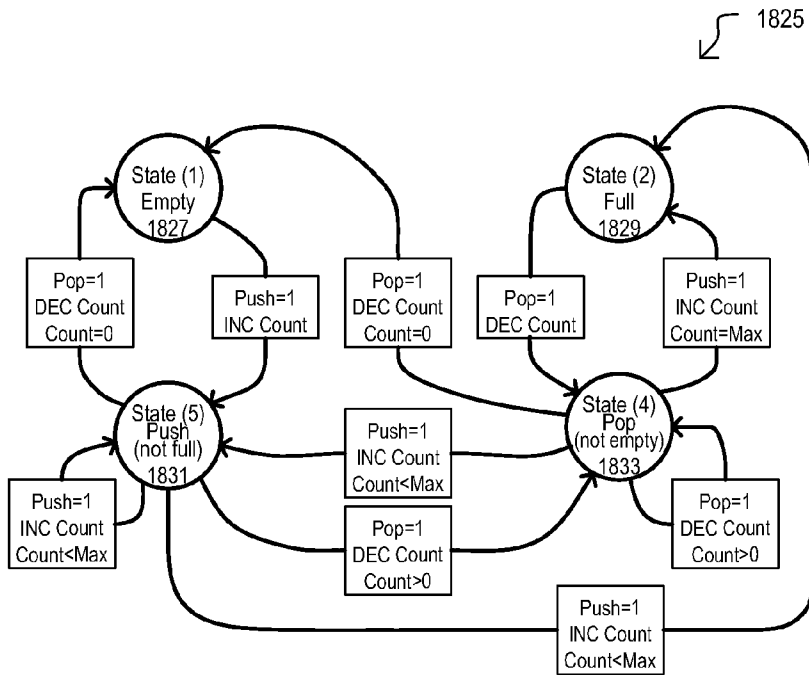 1825
State (1)
Empty
1827
State (2)
Full
1829
Pop=1
DEC Count
Count=0
Push=1
INC Count
Pop=1
DEC Count
Count=0
Pop=1
DEC Count
Push=1
INC Count
Count=Max
State (5)
Push
(not full)
1831
State (4)
Pop
(not empty)
1833
Push=1
INC Count
Count<Max
Push=1
INC Count
Count<Max
Pop=1
DEC Count
Count>0
Pop=1
DEC Count
Count>0
Push=1
INC Count
Count<Max